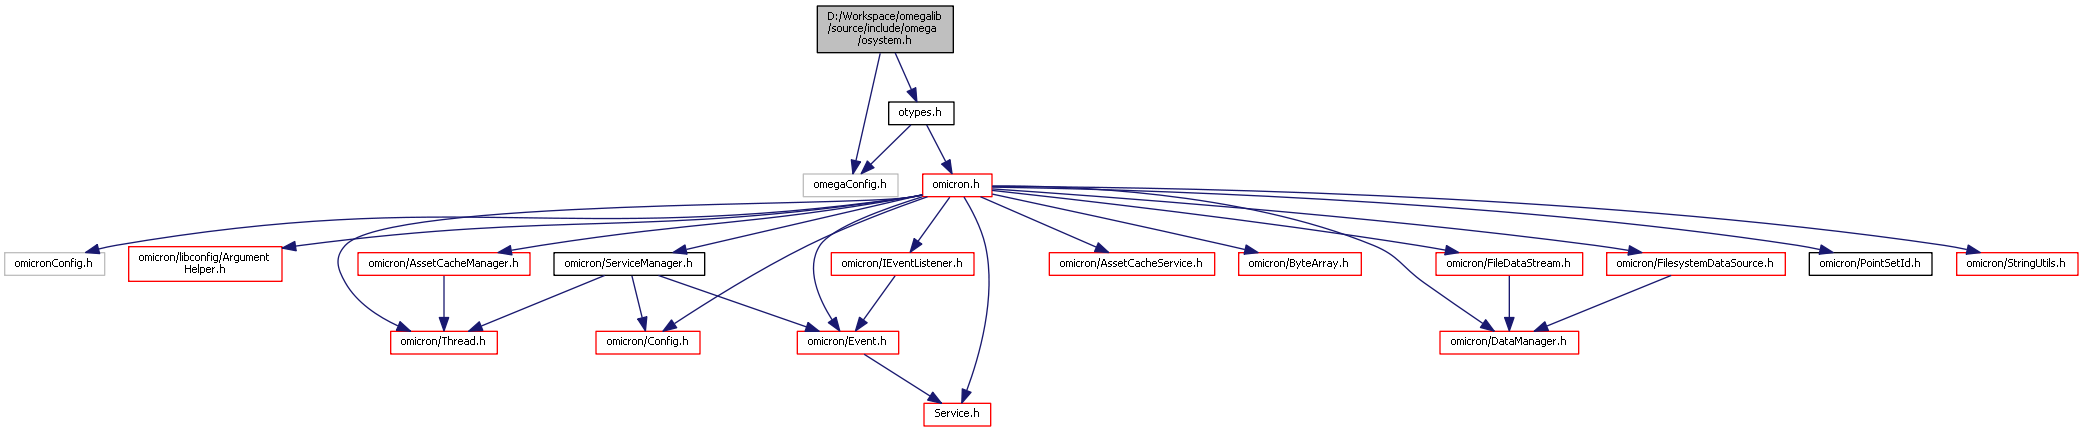 D:/Workspace/omegalib
/source/include/omega
/osystem.h
otypes.h
omegaConfig.h
omicron.h
omicronConfig.h
omicron/libconfig/Argument
Helper.h
omicron/AssetCacheManager.h
omicron/ServiceManager.h
omicron/IEventListener.h
omicron/AssetCacheService.h
omicron/ByteArray.h
omicron/FileDataStream.h
omicron/FilesystemDataSource.h
omicron/PointSetId.h
omicron/StringUtils.h
omicron/Thread.h
omicron/Config.h
omicron/Event.h
omicron/DataManager.h
Service.h